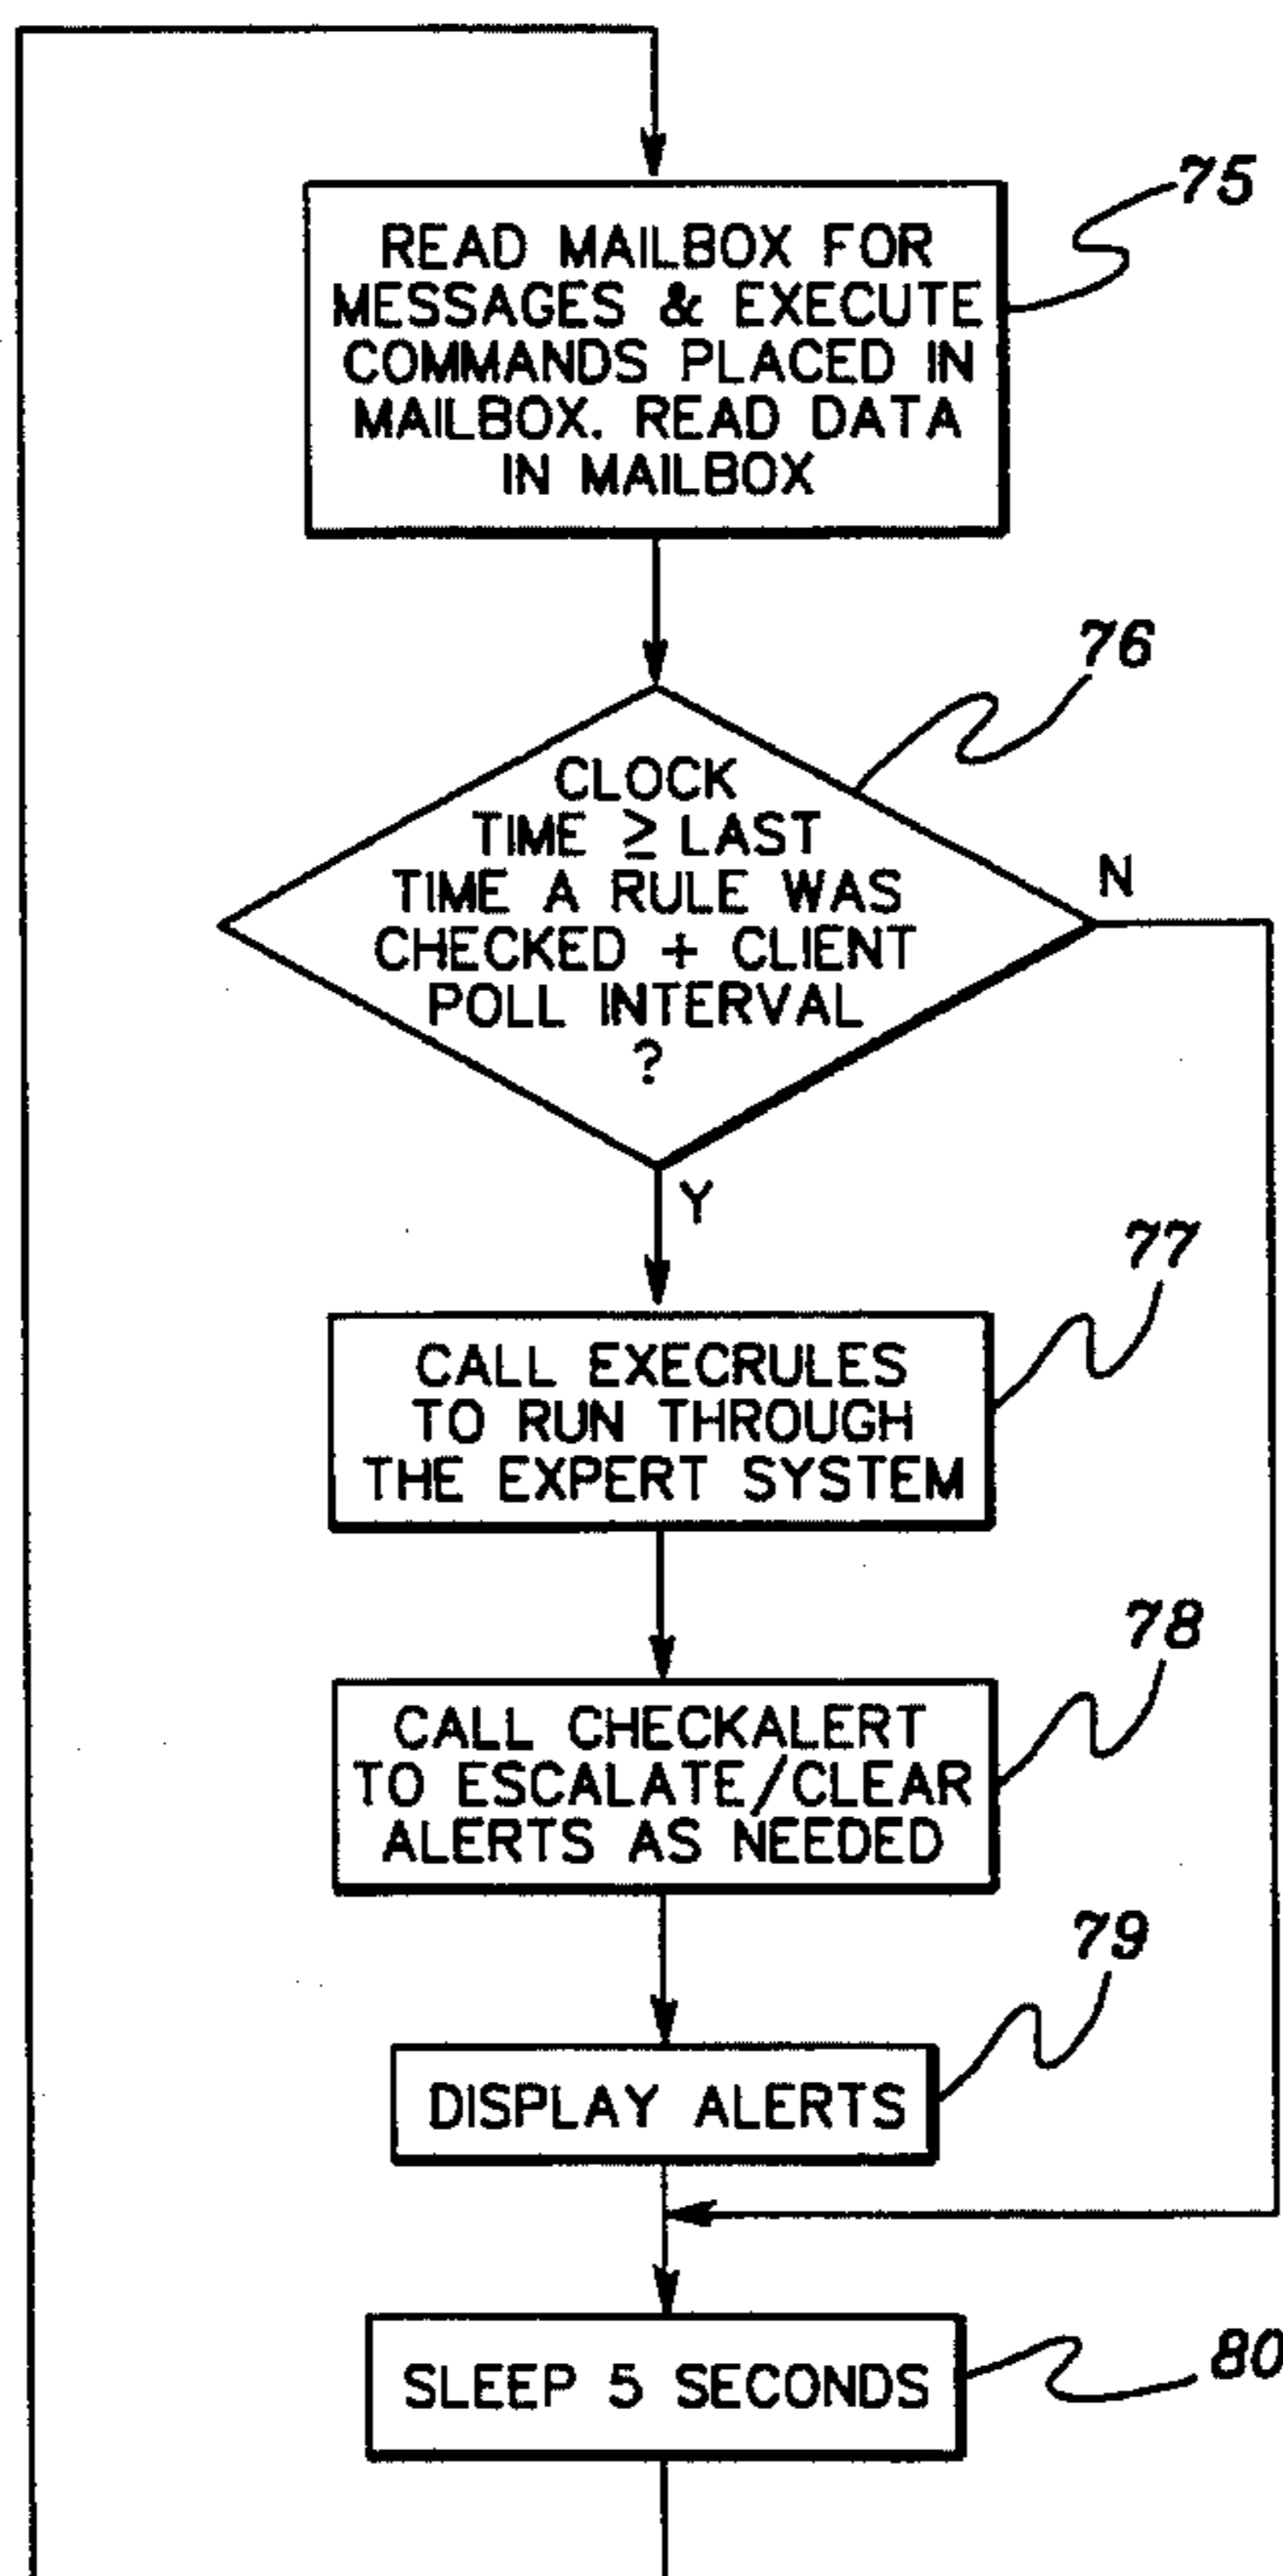 75
READ MAILBOX FOR
MESSAGES & EXECUTE
COMMANDS PLACED IN
MAILBOX. READ DATA
IN MAILBOX
76
CLOCK
TIME ≥ LAST
TIME A RULE WAS
CHECKED + CLIENT
POLL INTERVAL
?
N
Y
77
CALL EXECRULES
TO RUN THROUGH
THE EXPERT SYSTEM
78
CALL CHECKALERT
TO ESCALATE/CLEAR
ALERTS AS NEEDED
79
DISPLAY ALERTS
80
SLEEP 5 SECONDS